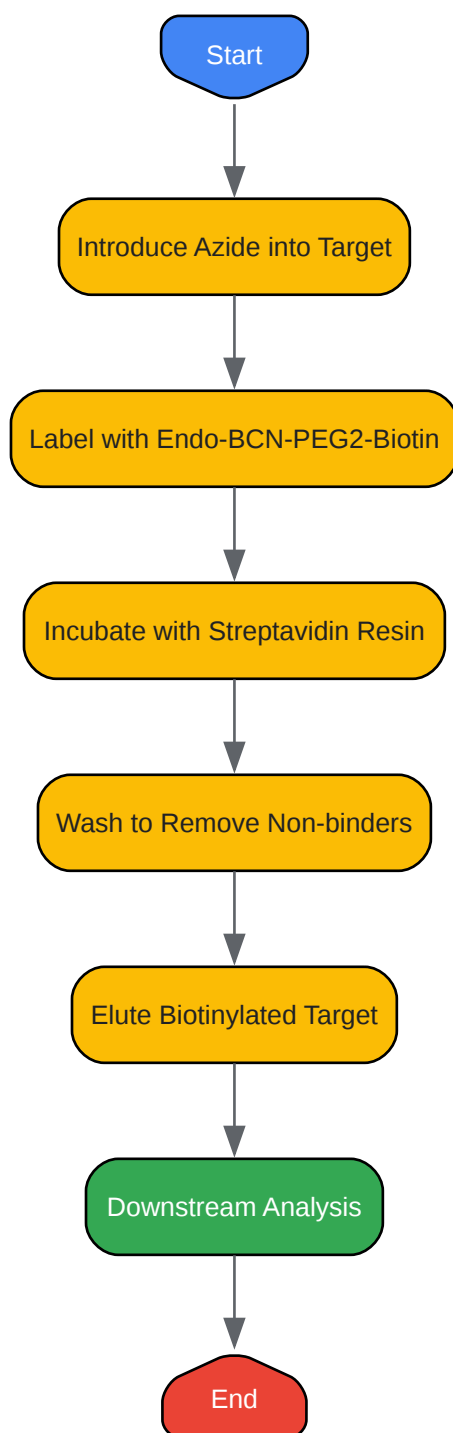 Start
Introduce Azide into Target
Label with Endo-BCN-PEG2-Biotin
Incubate with Streptavidin Resin
Wash to Remove Non-binders
Elute Biotinylated Target
Downstream Analysis
End